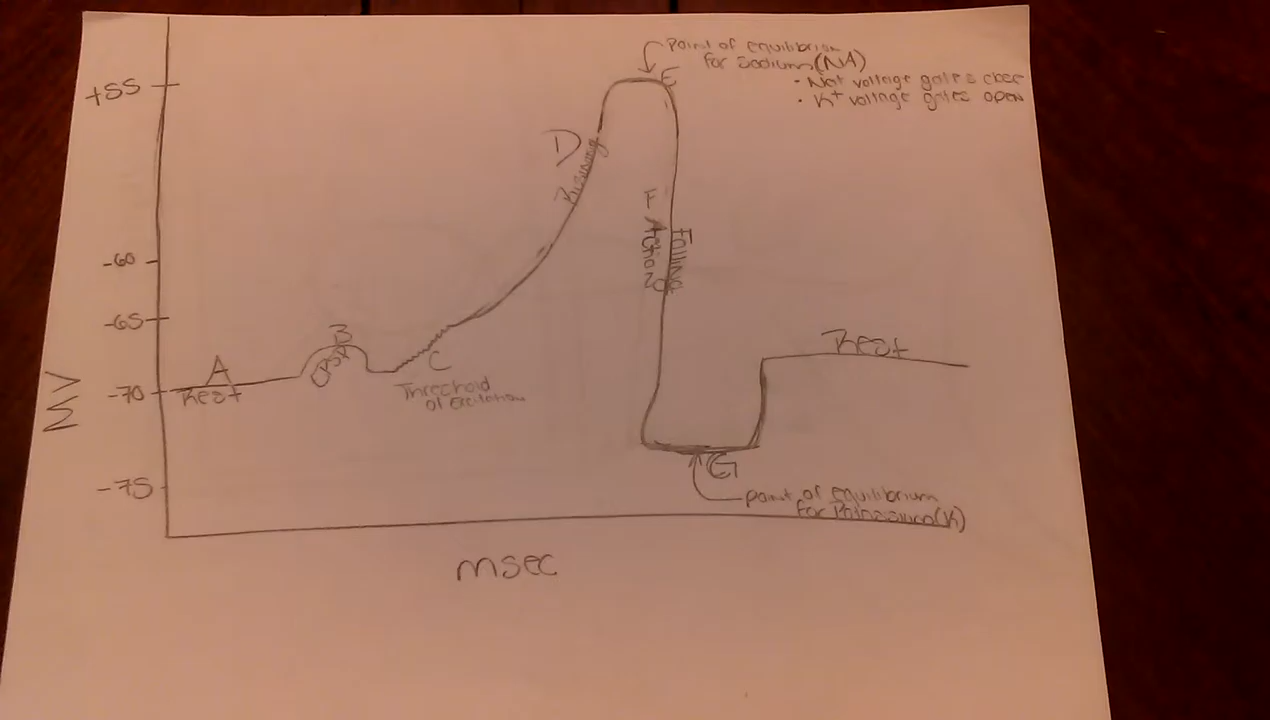 Point of equilibrium
for sodium (NA)
• Na+ voltage gates close
• K+ voltage gates open
+55
E
D
Rising
F Action
Falling
-60
-65
B
EPSP
C
Threshold
of excitation
A
Rest
Rest
-70
MV
-75
G
point of equilibrium
for Potassium (K)
msec